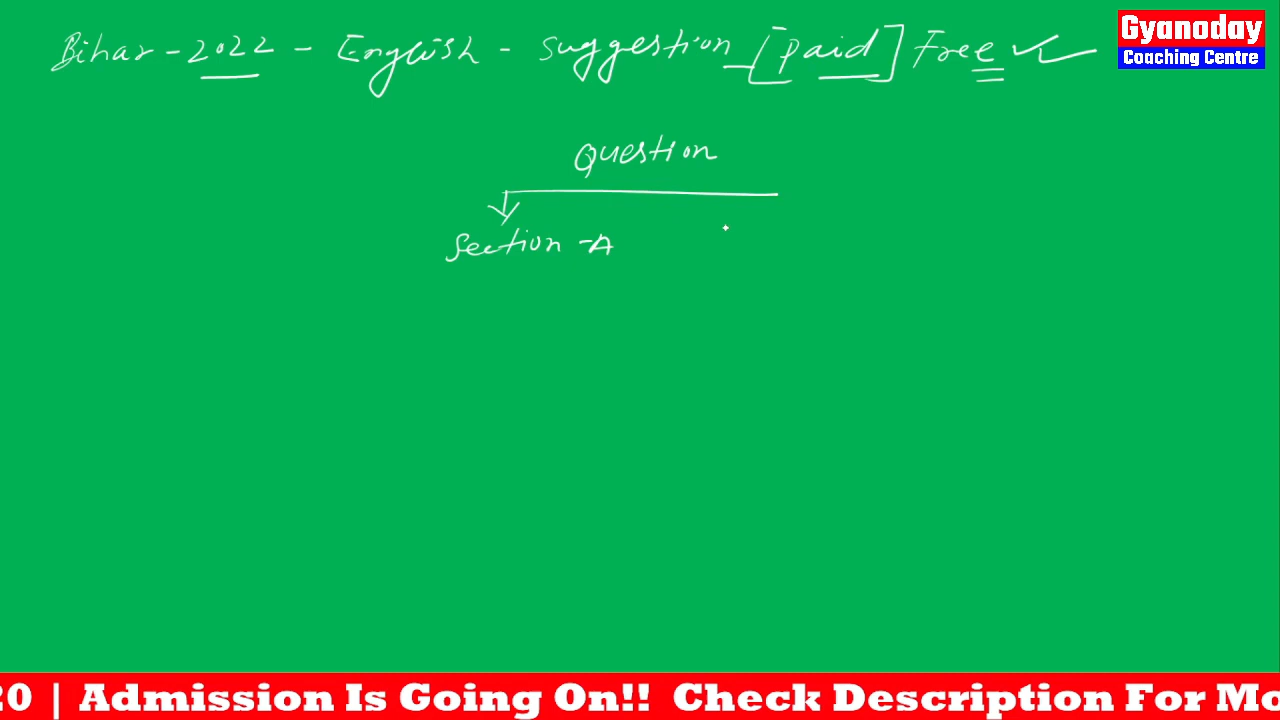 Bihar - 2022 - English - Suggestion - [Paid] Free
Gyanoday
Coaching Centre
Question
Section - A
20 | Admission Is Going On!! Check Description For Mo